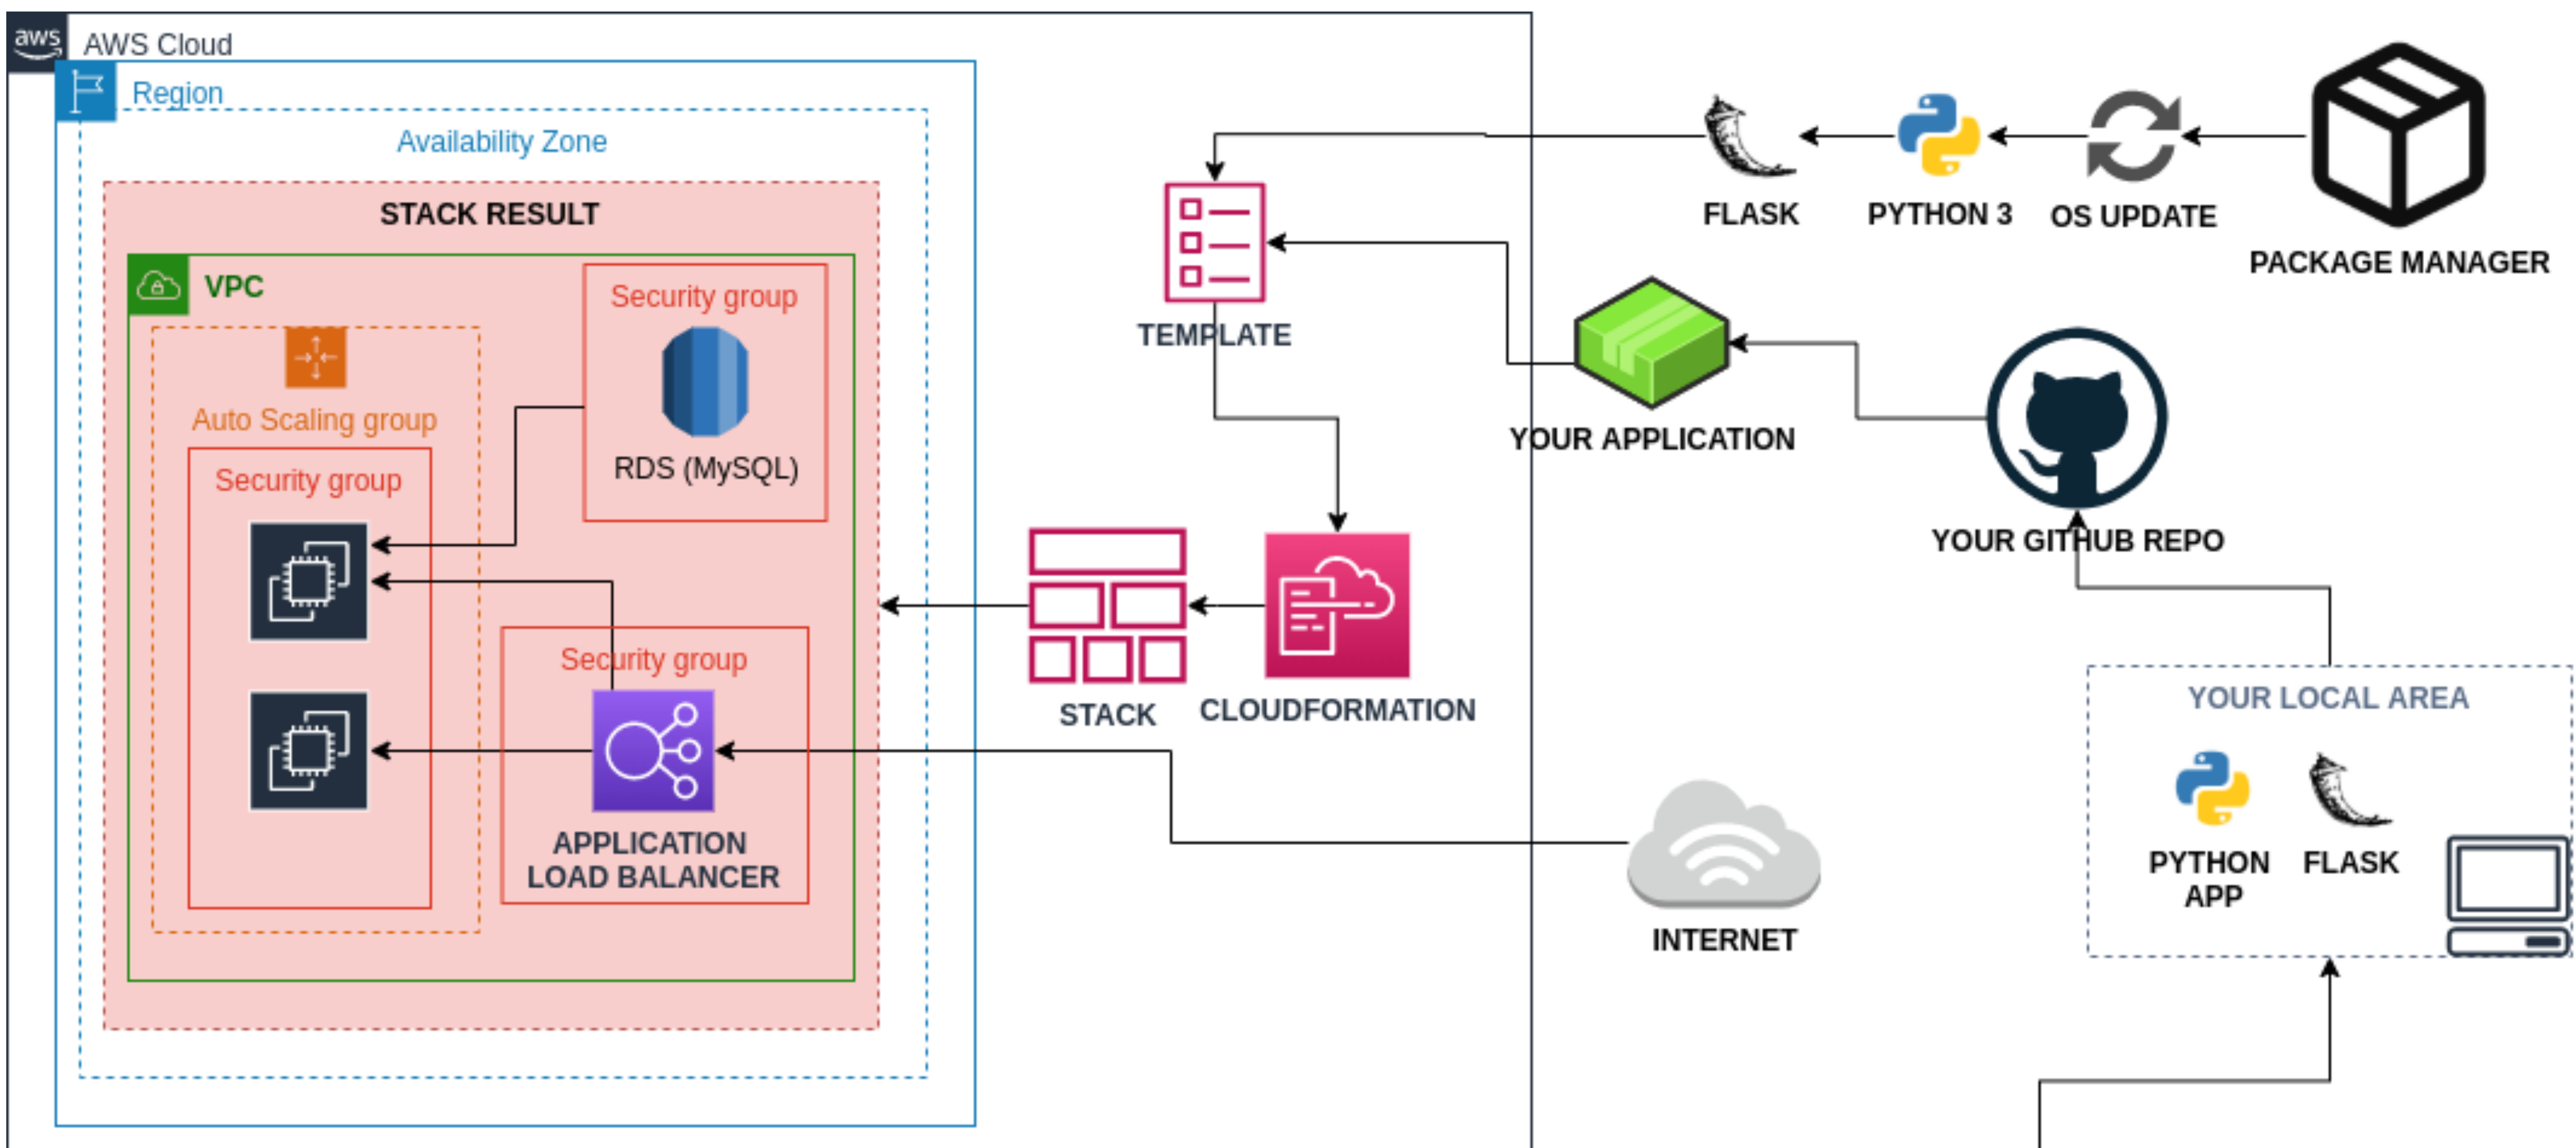 aws
AWS Cloud
Region
Availability Zone
STACK RESULT
VPC
Security group
RDS (MySQL)
Auto Scaling group
Security group
Security group
APPLICATION
LOAD BALANCER
TEMPLATE
STACK
CLOUDFORMATION
FLASK
PYTHON 3
OS UPDATE
PACKAGE MANAGER
YOUR APPLICATION
YOUR GITHUB REPO
INTERNET
YOUR LOCAL AREA
PYTHON
APP
FLASK